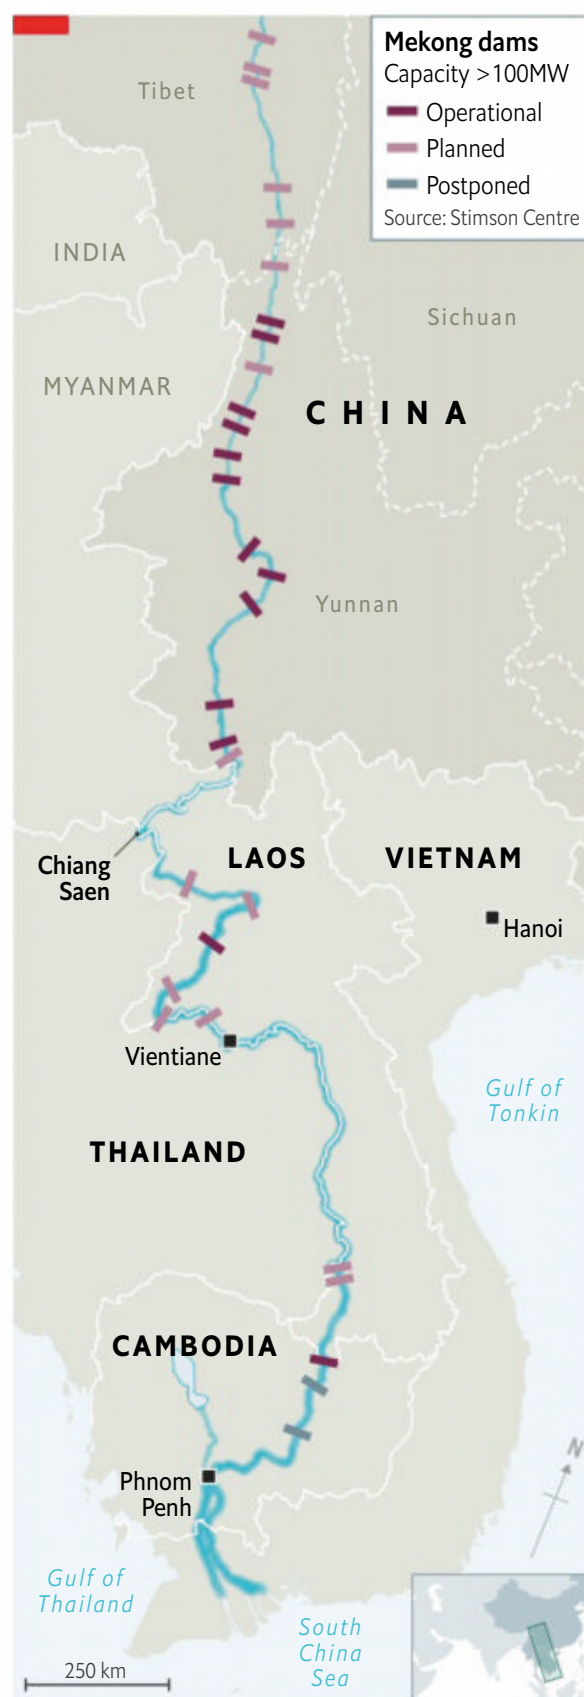 Mekong dams
Capacity >100MW
Operational
Planned
Postponed
Source: Stimson Centre
Tibet
INDIA
Sichuan
MYANMAR
CHINA
Yunnan
Chiang
Saen
LAOS
VIETNAM
Hanoi
Vientiane
Gulf of
Tonkin
THAILAND
CAMBODIA
N
Phnom
Penh
Gulf of
Thailand
South
China
Sea
250 km